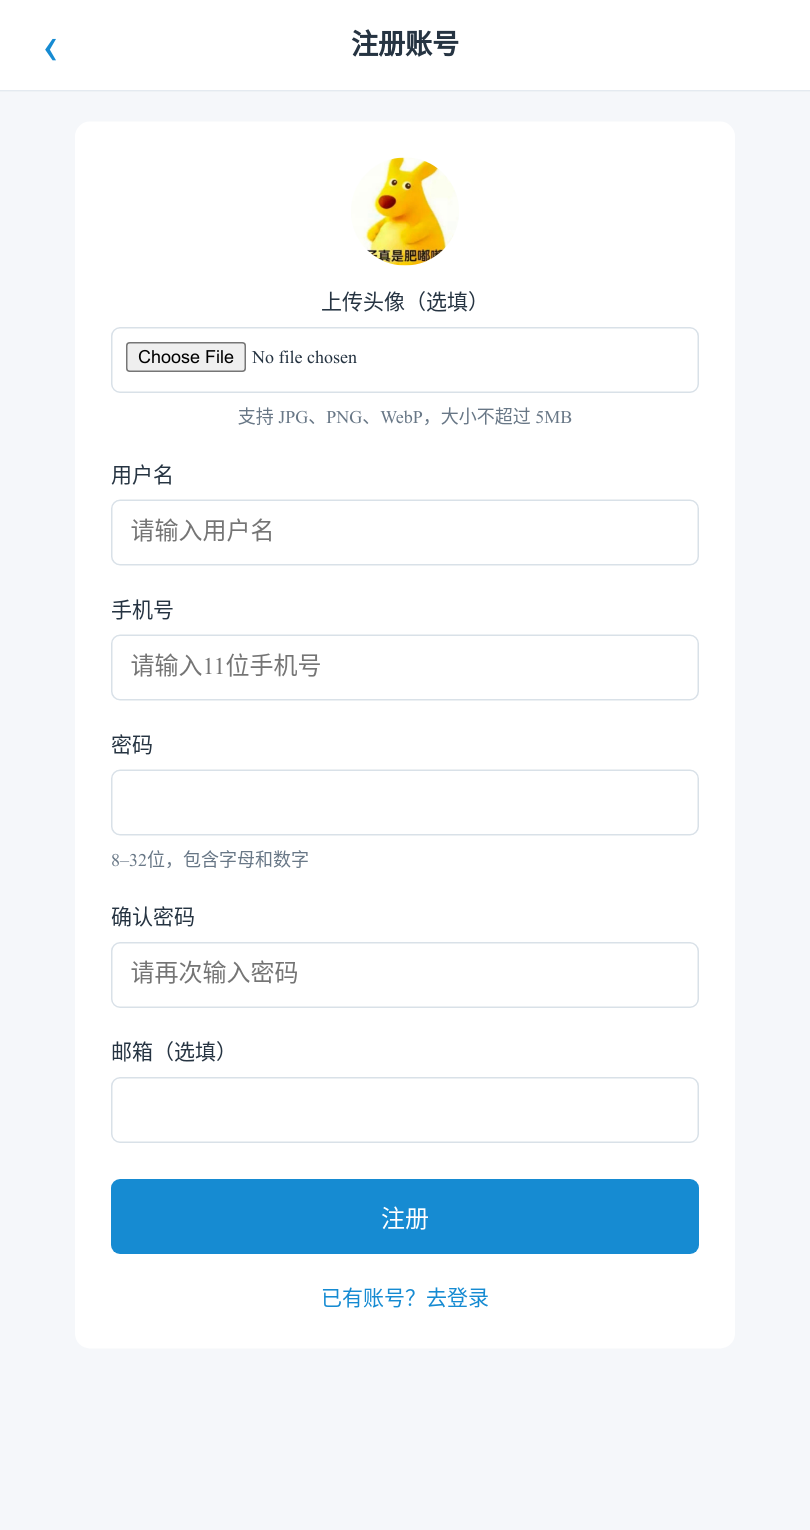 注册账号
真是肥嘟
上传头像（选填）
Choose File No file chosen
支持 JPG、PNG、WebP，大小不超过 5MB
用户名
请输入用户名
手机号
请输入11位手机号
密码
8–32位，包含字母和数字
确认密码
请再次输入密码
邮箱（选填）
注册
已有账号？去登录